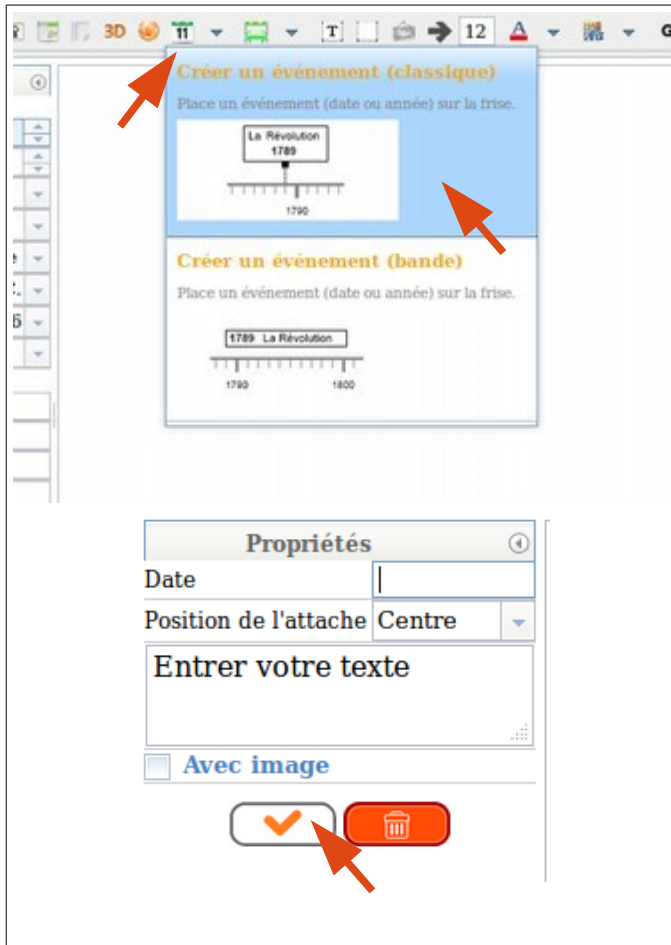 3D 11 T 12 A
Créer un événement (classique)
Place un événement (date ou année) sur la frise.
La Révolution
1789
1790
Créer un événement (bande)
Place un événement (date ou année) sur la frise.
1789 La Révolution
1790 1800
Propriétés
Date
Position de l'attache Centre
Entrer votre texte
Avec image